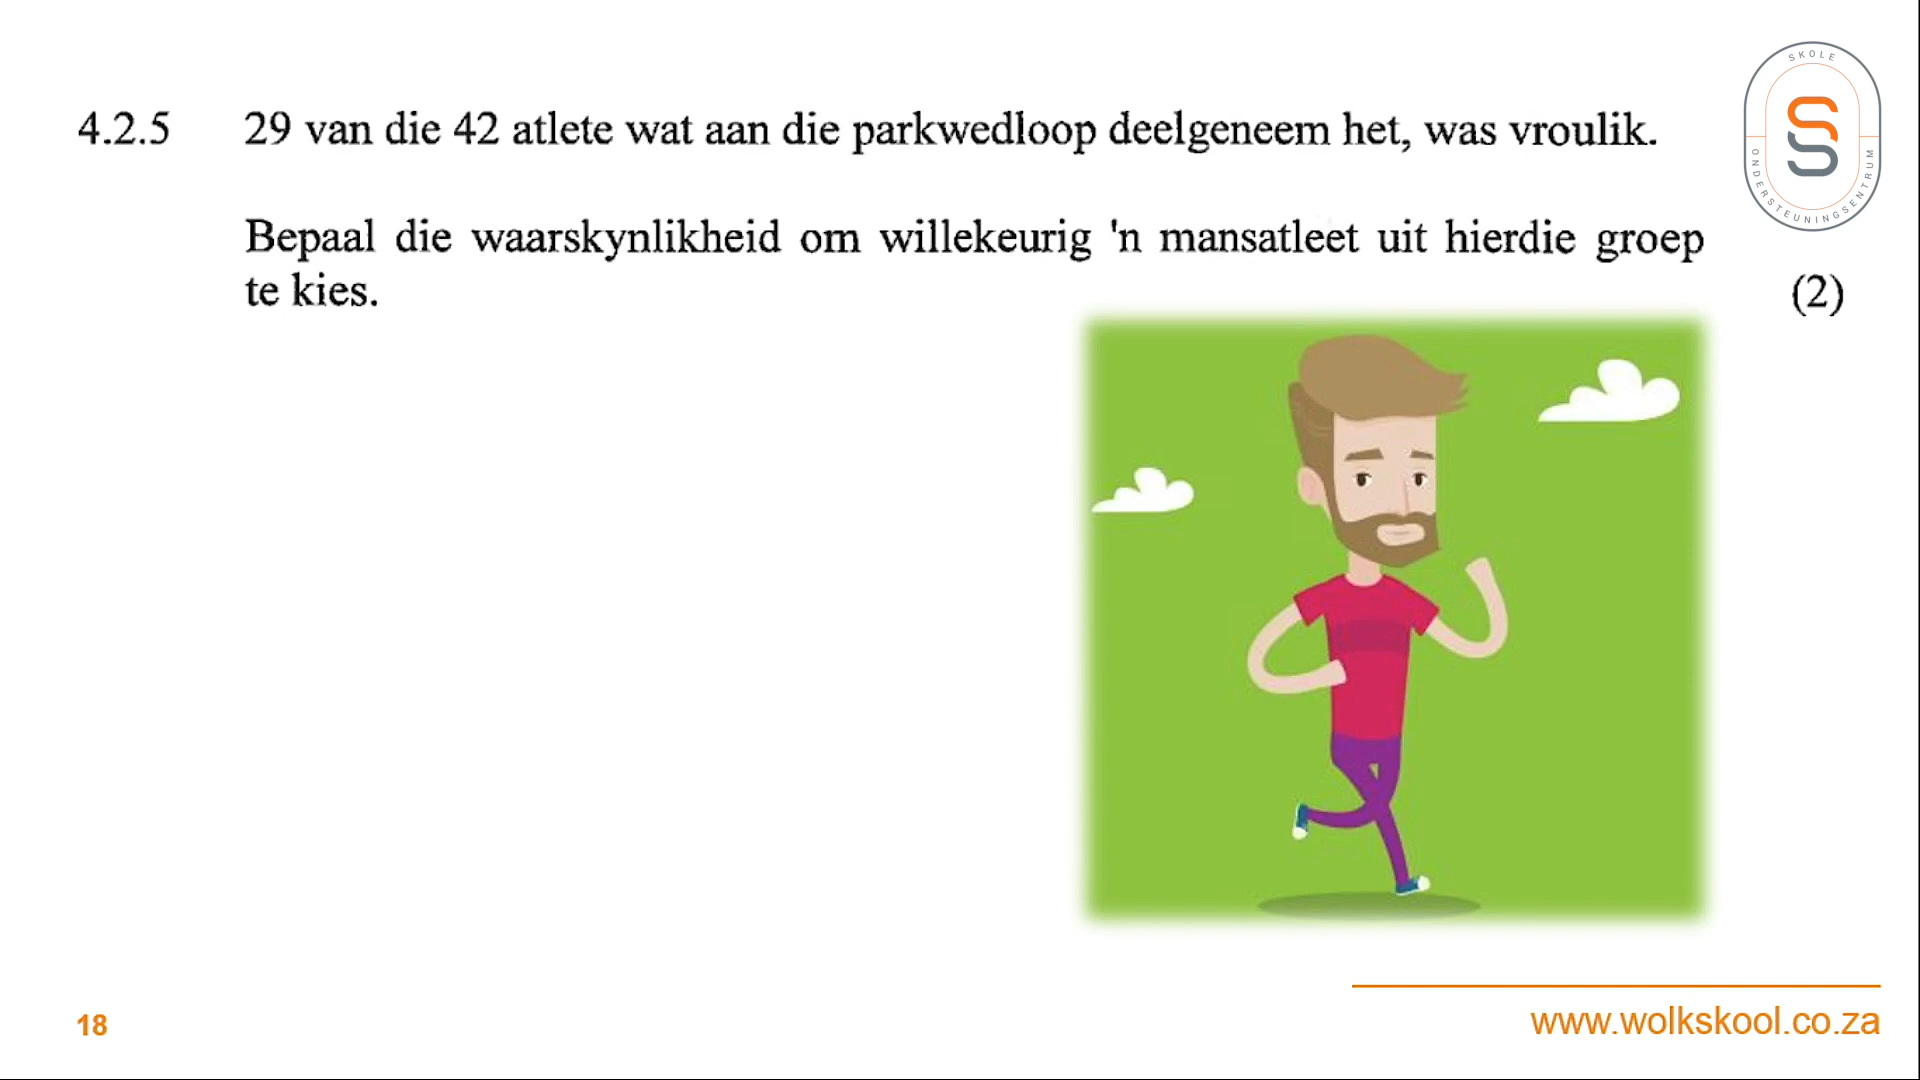 4.2.5 29 van die 42 atlete wat aan die parkwedloop deelgeneem het, was vroulik.
Bepaal die waarskynlikheid om willekeurig 'n mansatleet uit hierdie groep
te kies. (2)
SKOLE
SS
ONDERSTEUNINGSENTRUM
18
www.wolkskool.co.za